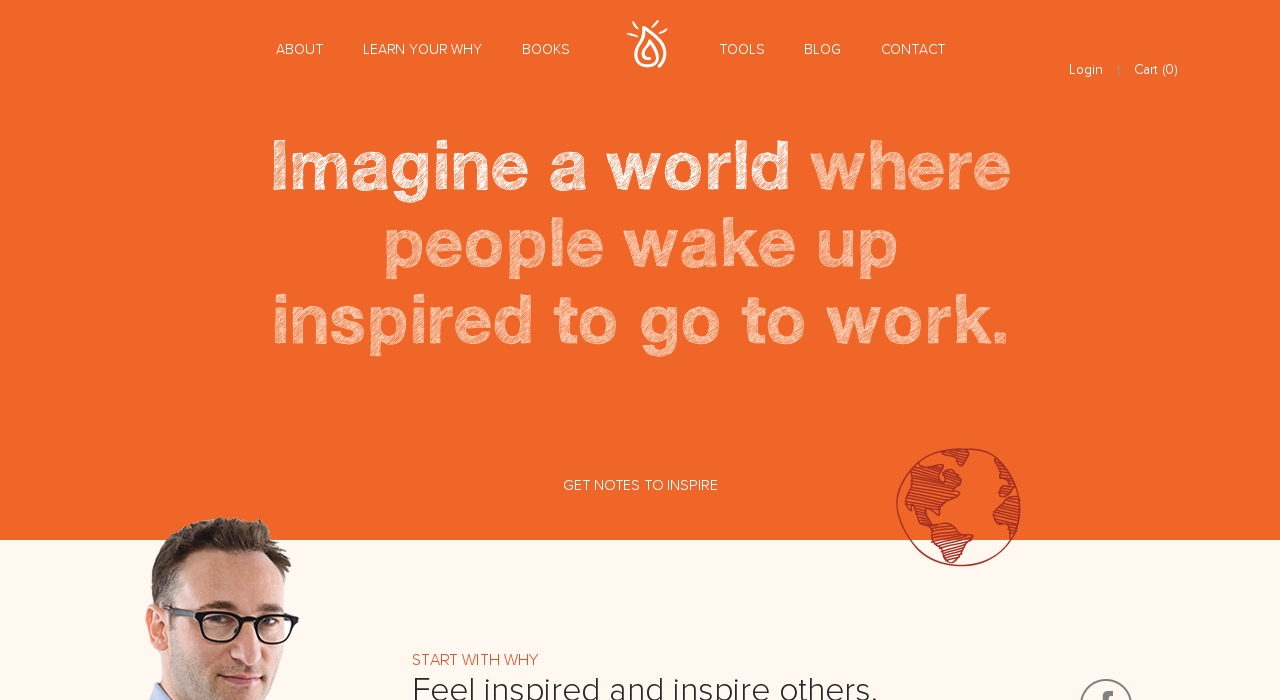 ABOUT LEARN YOUR WHY BOOKS TOOLS BLOG CONTACT
Login | Cart (0)
Imagine a world where
people wake up
inspired to go to work.
GET NOTES TO INSPIRE
START WITH WHY
Feel inspired and inspire others.